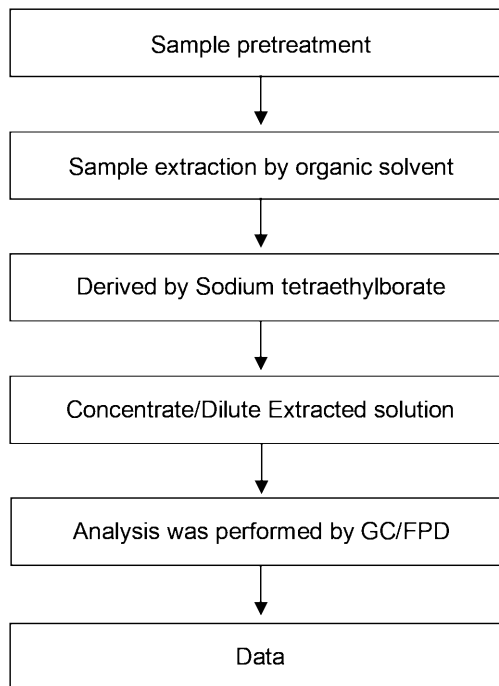 Sample pretreatment
Sample extraction by organic solvent
Derived by Sodium tetraethylborate
Concentrate/Dilute Extracted solution
Analysis was performed by GC/FPD
Data